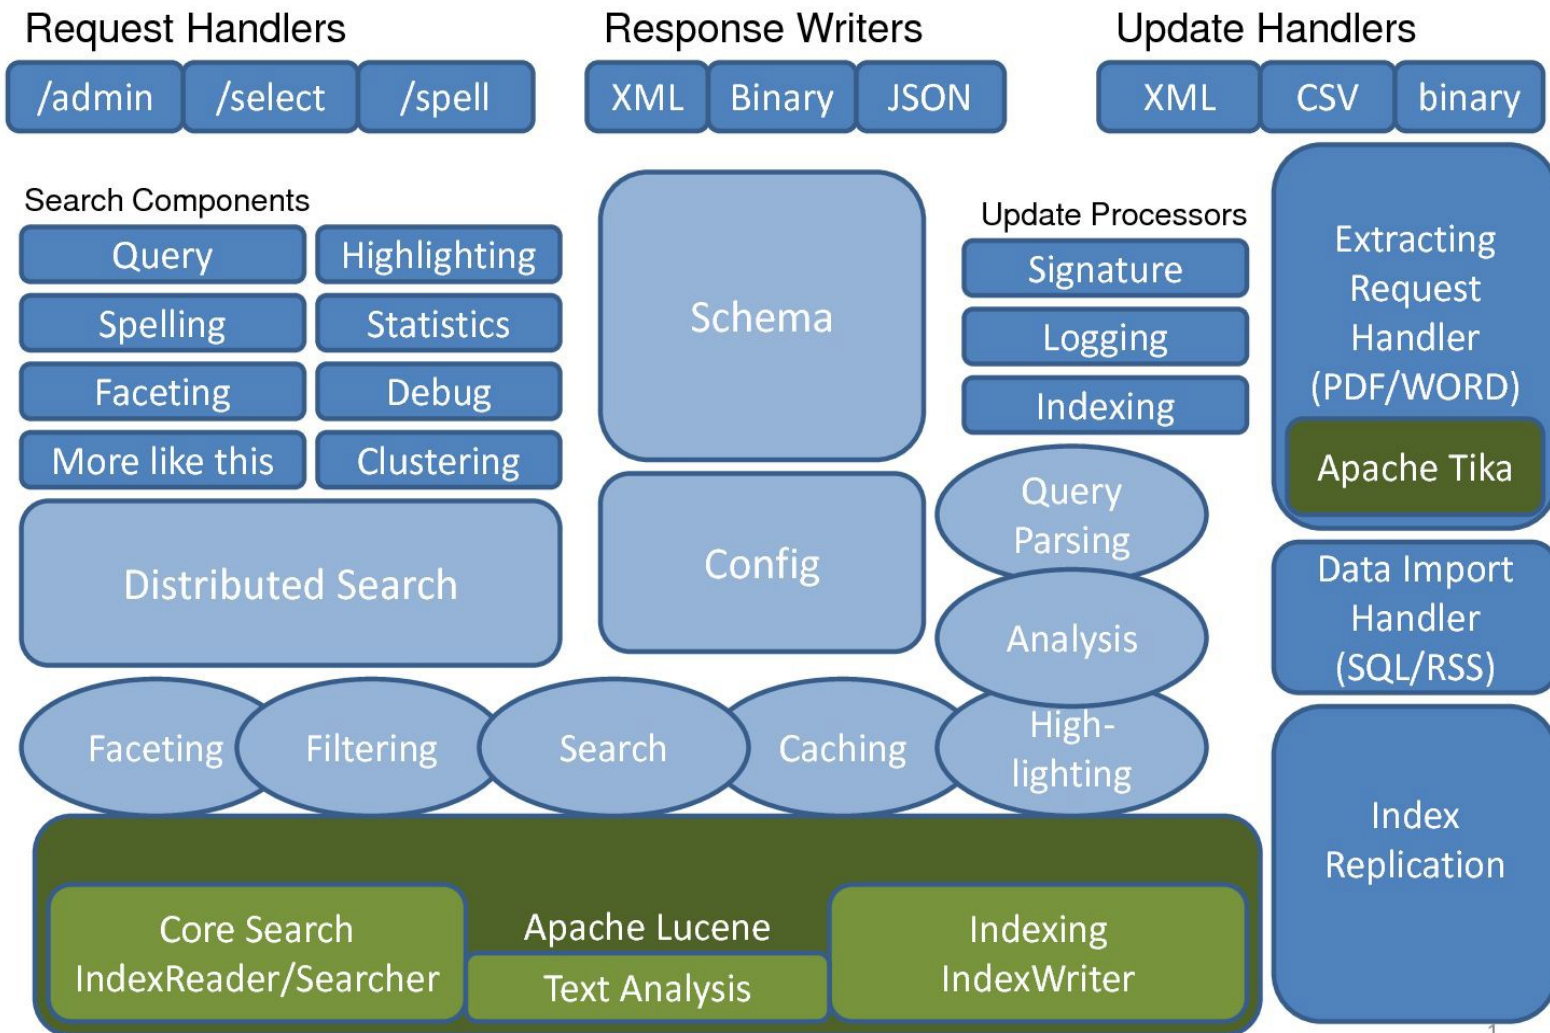 Request Handlers
/admin
/select
/spell
Response Writers
XML
Binary
JSON
Update Handlers
XML
CSV
binary
Search Components
Query
Highlighting
Spelling
Statistics
Faceting
Debug
More like this
Clustering
Distributed Search
Schema
Config
Update Processors
Signature
Logging
Indexing
Query
Parsing
Analysis
High-
lighting
Extracting
Request
Handler
(PDF/WORD)
Apache Tika
Data Import
Handler
(SQL/RSS)
Index
Replication
Faceting
Filtering
Search
Caching
Core Search
IndexReader/Searcher
Apache Lucene
Text Analysis
Indexing
IndexWriter
1